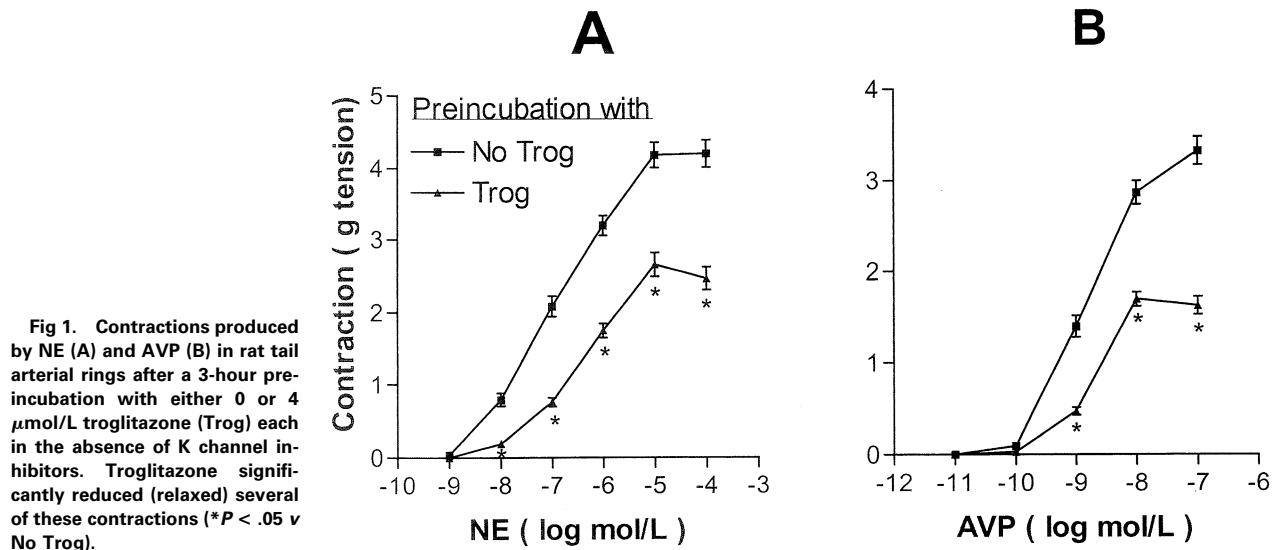 A
B
5
4
3
2
1
0
Contraction ( g tension)
Preincubation with
No Trog
Trog
*
*
*
*
*
-10 -9 -8 -7 -6 -5 -4 -3
NE ( log mol/L )
4
3
2
1
0
*
*
*
-12 -11 -10 -9 -8 -7 -6
AVP ( log mol/L )
Fig 1. Contractions produced
by NE (A) and AVP (B) in rat tail
arterial rings after a 3-hour pre-
incubation with either 0 or 4
μmol/L troglitazone (Trog) each
in the absence of K channel in-
hibitors. Troglitazone signifi-
cantly reduced (relaxed) several
of these contractions (*P < .05 v
No Trog).